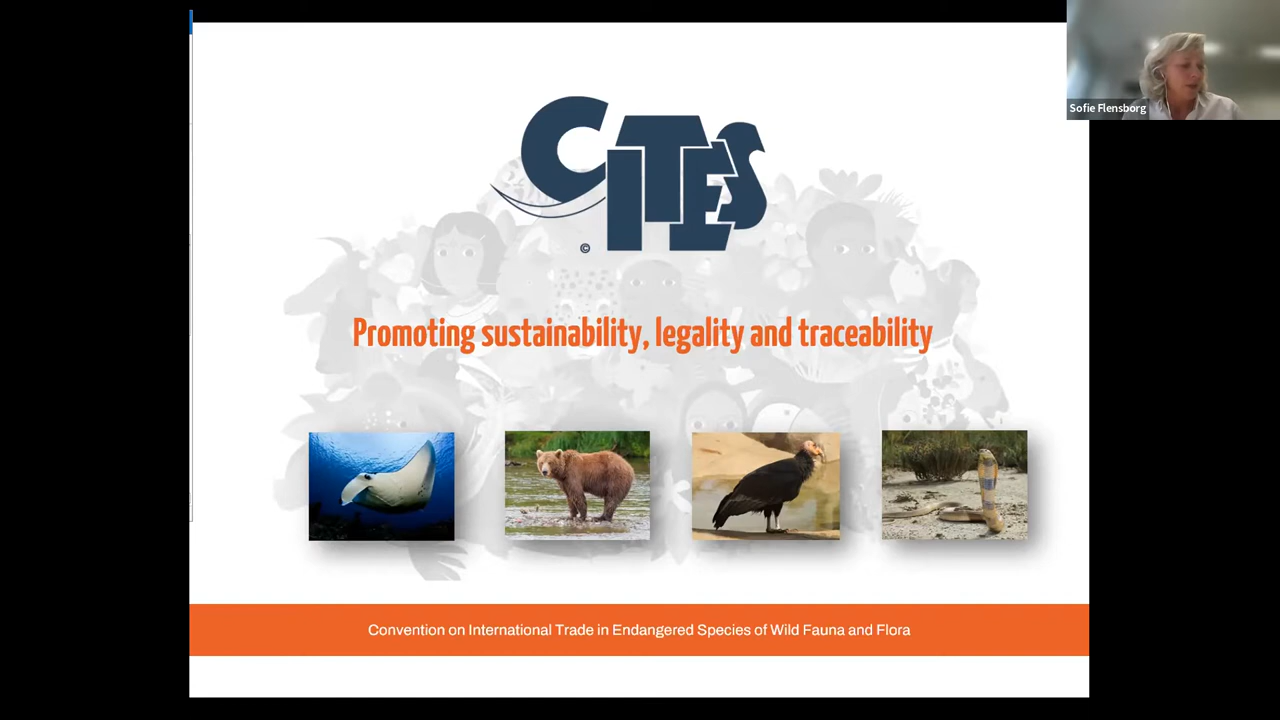 CITES
©
Sofie Flensborg
Promoting sustainability, legality and traceability
Convention on International Trade in Endangered Species of Wild Fauna and Flora